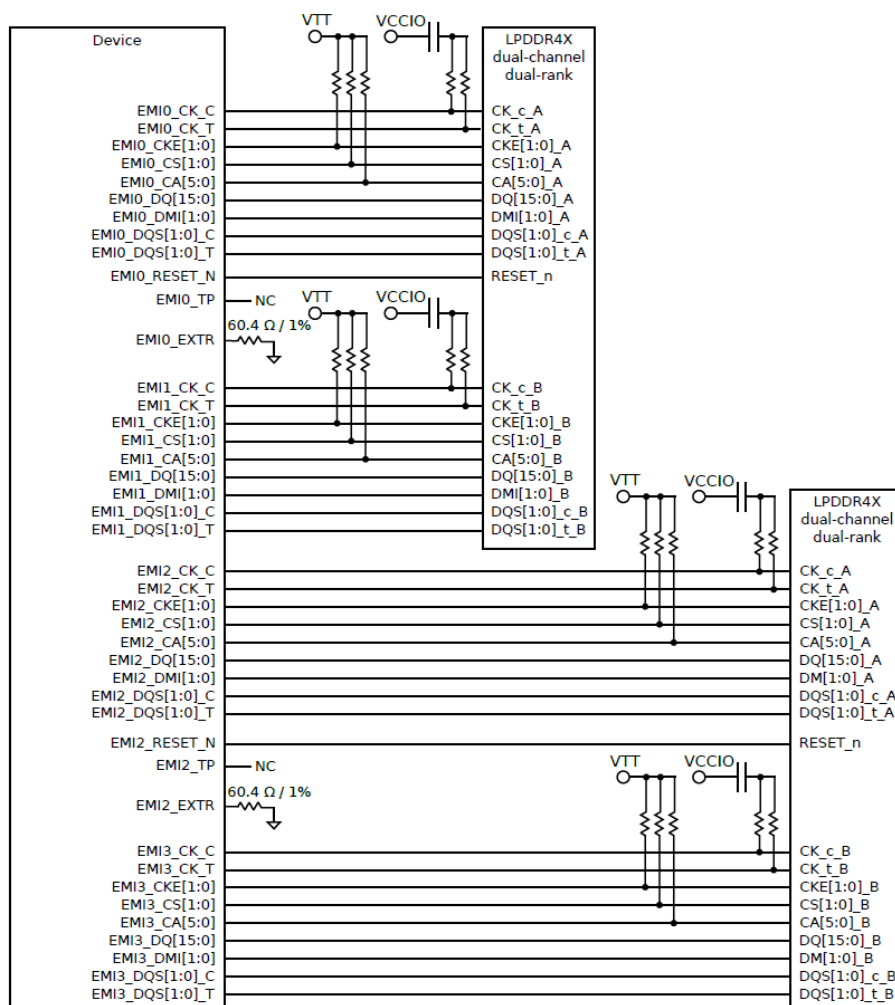 Device
VTT
VCCIO
LPDDR4X
dual-channel
dual-rank
EMI0_CK_C
CK_c_A
EMI0_CK_T
CK_t_A
EMI0_CKE[1:0]
CKE[1:0]_A
EMI0_CS[1:0]
CS[1:0]_A
EMI0_CA[5:0]
CA[5:0]_A
EMI0_DQ[15:0]
DQ[15:0]_A
EMI0_DMI[1:0]
DMI[1:0]_A
EMI0_DQS[1:0]_C
DQS[1:0]_c_A
EMI0_DQS[1:0]_T
DQS[1:0]_t_A
EMI0_RESET_N
RESET_n
EMI0_TP
NC
VTT
VCCIO
60.4 Ω / 1%
EMI0_EXTR
EMI1_CK_C
CK_c_B
EMI1_CK_T
CK_t_B
EMI1_CKE[1:0]
CKE[1:0]_B
EMI1_CS[1:0]
CS[1:0]_B
EMI1_CA[5:0]
CA[5:0]_B
EMI1_DQ[15:0]
DQ[15:0]_B
EMI1_DMI[1:0]
DMI[1:0]_B
EMI1_DQS[1:0]_C
DQS[1:0]_c_B
EMI1_DQS[1:0]_T
DQS[1:0]_t_B
VTT
VCCIO
LPDDR4X
dual-channel
dual-rank
EMI2_CK_C
CK_c_A
EMI2_CK_T
CK_t_A
EMI2_CKE[1:0]
CKE[1:0]_A
EMI2_CS[1:0]
CS[1:0]_A
EMI2_CA[5:0]
CA[5:0]_A
EMI2_DQ[15:0]
DQ[15:0]_A
EMI2_DMI[1:0]
DM[1:0]_A
EMI2_DQS[1:0]_C
DQS[1:0]_c_A
EMI2_DQS[1:0]_T
DQS[1:0]_t_A
EMI2_RESET_N
RESET_n
EMI2_TP
NC
VTT
VCCIO
60.4 Ω / 1%
EMI2_EXTR
EMI3_CK_C
CK_c_B
EMI3_CK_T
CK_t_B
EMI3_CKE[1:0]
CKE[1:0]_B
EMI3_CS[1:0]
CS[1:0]_B
EMI3_CA[5:0]
CA[5:0]_B
EMI3_DQ[15:0]
DQ[15:0]_B
EMI3_DMI[1:0]
DM[1:0]_B
EMI3_DQS[1:0]_C
DQS[1:0]_c_B
EMI3_DQS[1:0]_T
DQS[1:0]_t_B